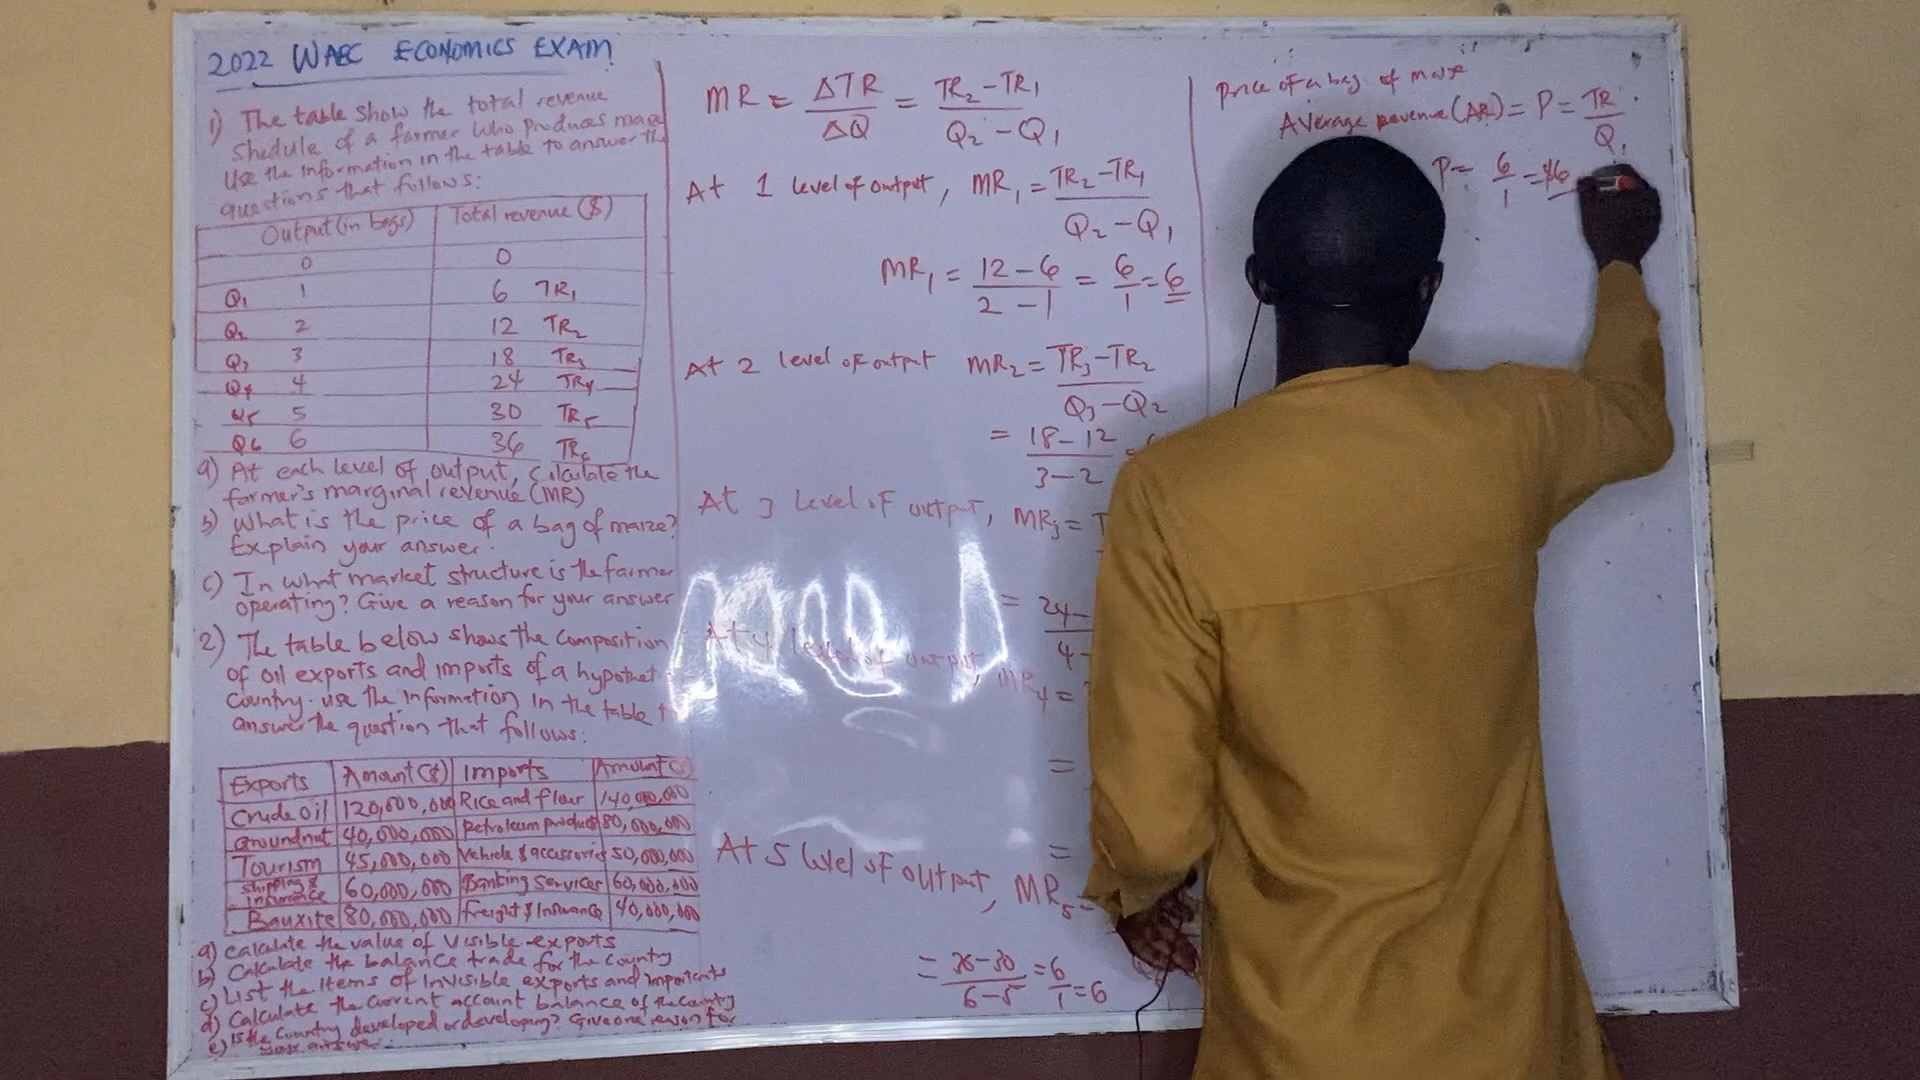 2022 WAEC ECONOMICS EXAM
1) The table show the total revenue
shedule of a farmer who produces
Use the information in the table to answer the
questions that follows:
Output (in bags) Total revenue ($)
0 0
Q1 1 6 TR1
Q2 2 12 TR2
Q3 3 18 TR3
Q4 4 24 TR4
5 30 TR5
Q6 6 36 TR6
a) At each level of output, calculate the
farmer's marginal revenue (MR)
b) What is the price of a bag of maize?
Explain your answer.
c) In what market structure is the farmer
operating? Give a reason for your answer
2) The table below shows the composition
of oil exports and imports of a
country. use the information in the table
answer the question that follows:
Exports Amount ($) Imports Amount
Crude oil 120,000,000 Rice and flour 140,000,000
Groundnut 40,000,000 Petroleum product 80,000,000
Tourism 45,000,000 Vehicle & 50,000,000
Shipping & insurance 60,000,000 Banking services 60,000,000
Bauxite 80,000,000 Freight & Insurance 40,000,000
a) calculate the value of visible exports
b) Calculate the balance trade for the country
c) List the items of invisible exports and
d) Calculate the current account balance of the country
e) is the country developed or developing? Give one reason for
your answer.
MR = ΔTR/ΔQ = TR2 - TR1/Q2 - Q1
At 1 level of output, MR1 = TR2 - TR1/Q2 - Q1
MR1 = 12 - 6/2 - 1 = 6/1 = 6
At 2 level of output MR2 = TR3 - TR2/Q3 - Q2
= 18 - 12/3 - 2 =
At 3 level of output, MR3 =
= 24 -/4 -
At 4 level of output, MR4 =
=
=
At 5 level of output, MR5 =
= 36 - 30/6 - 5 = 6/1 = 6
Price of a bag of
Average revenue (AR) = P = TR/Q
P = 6/1 = $6